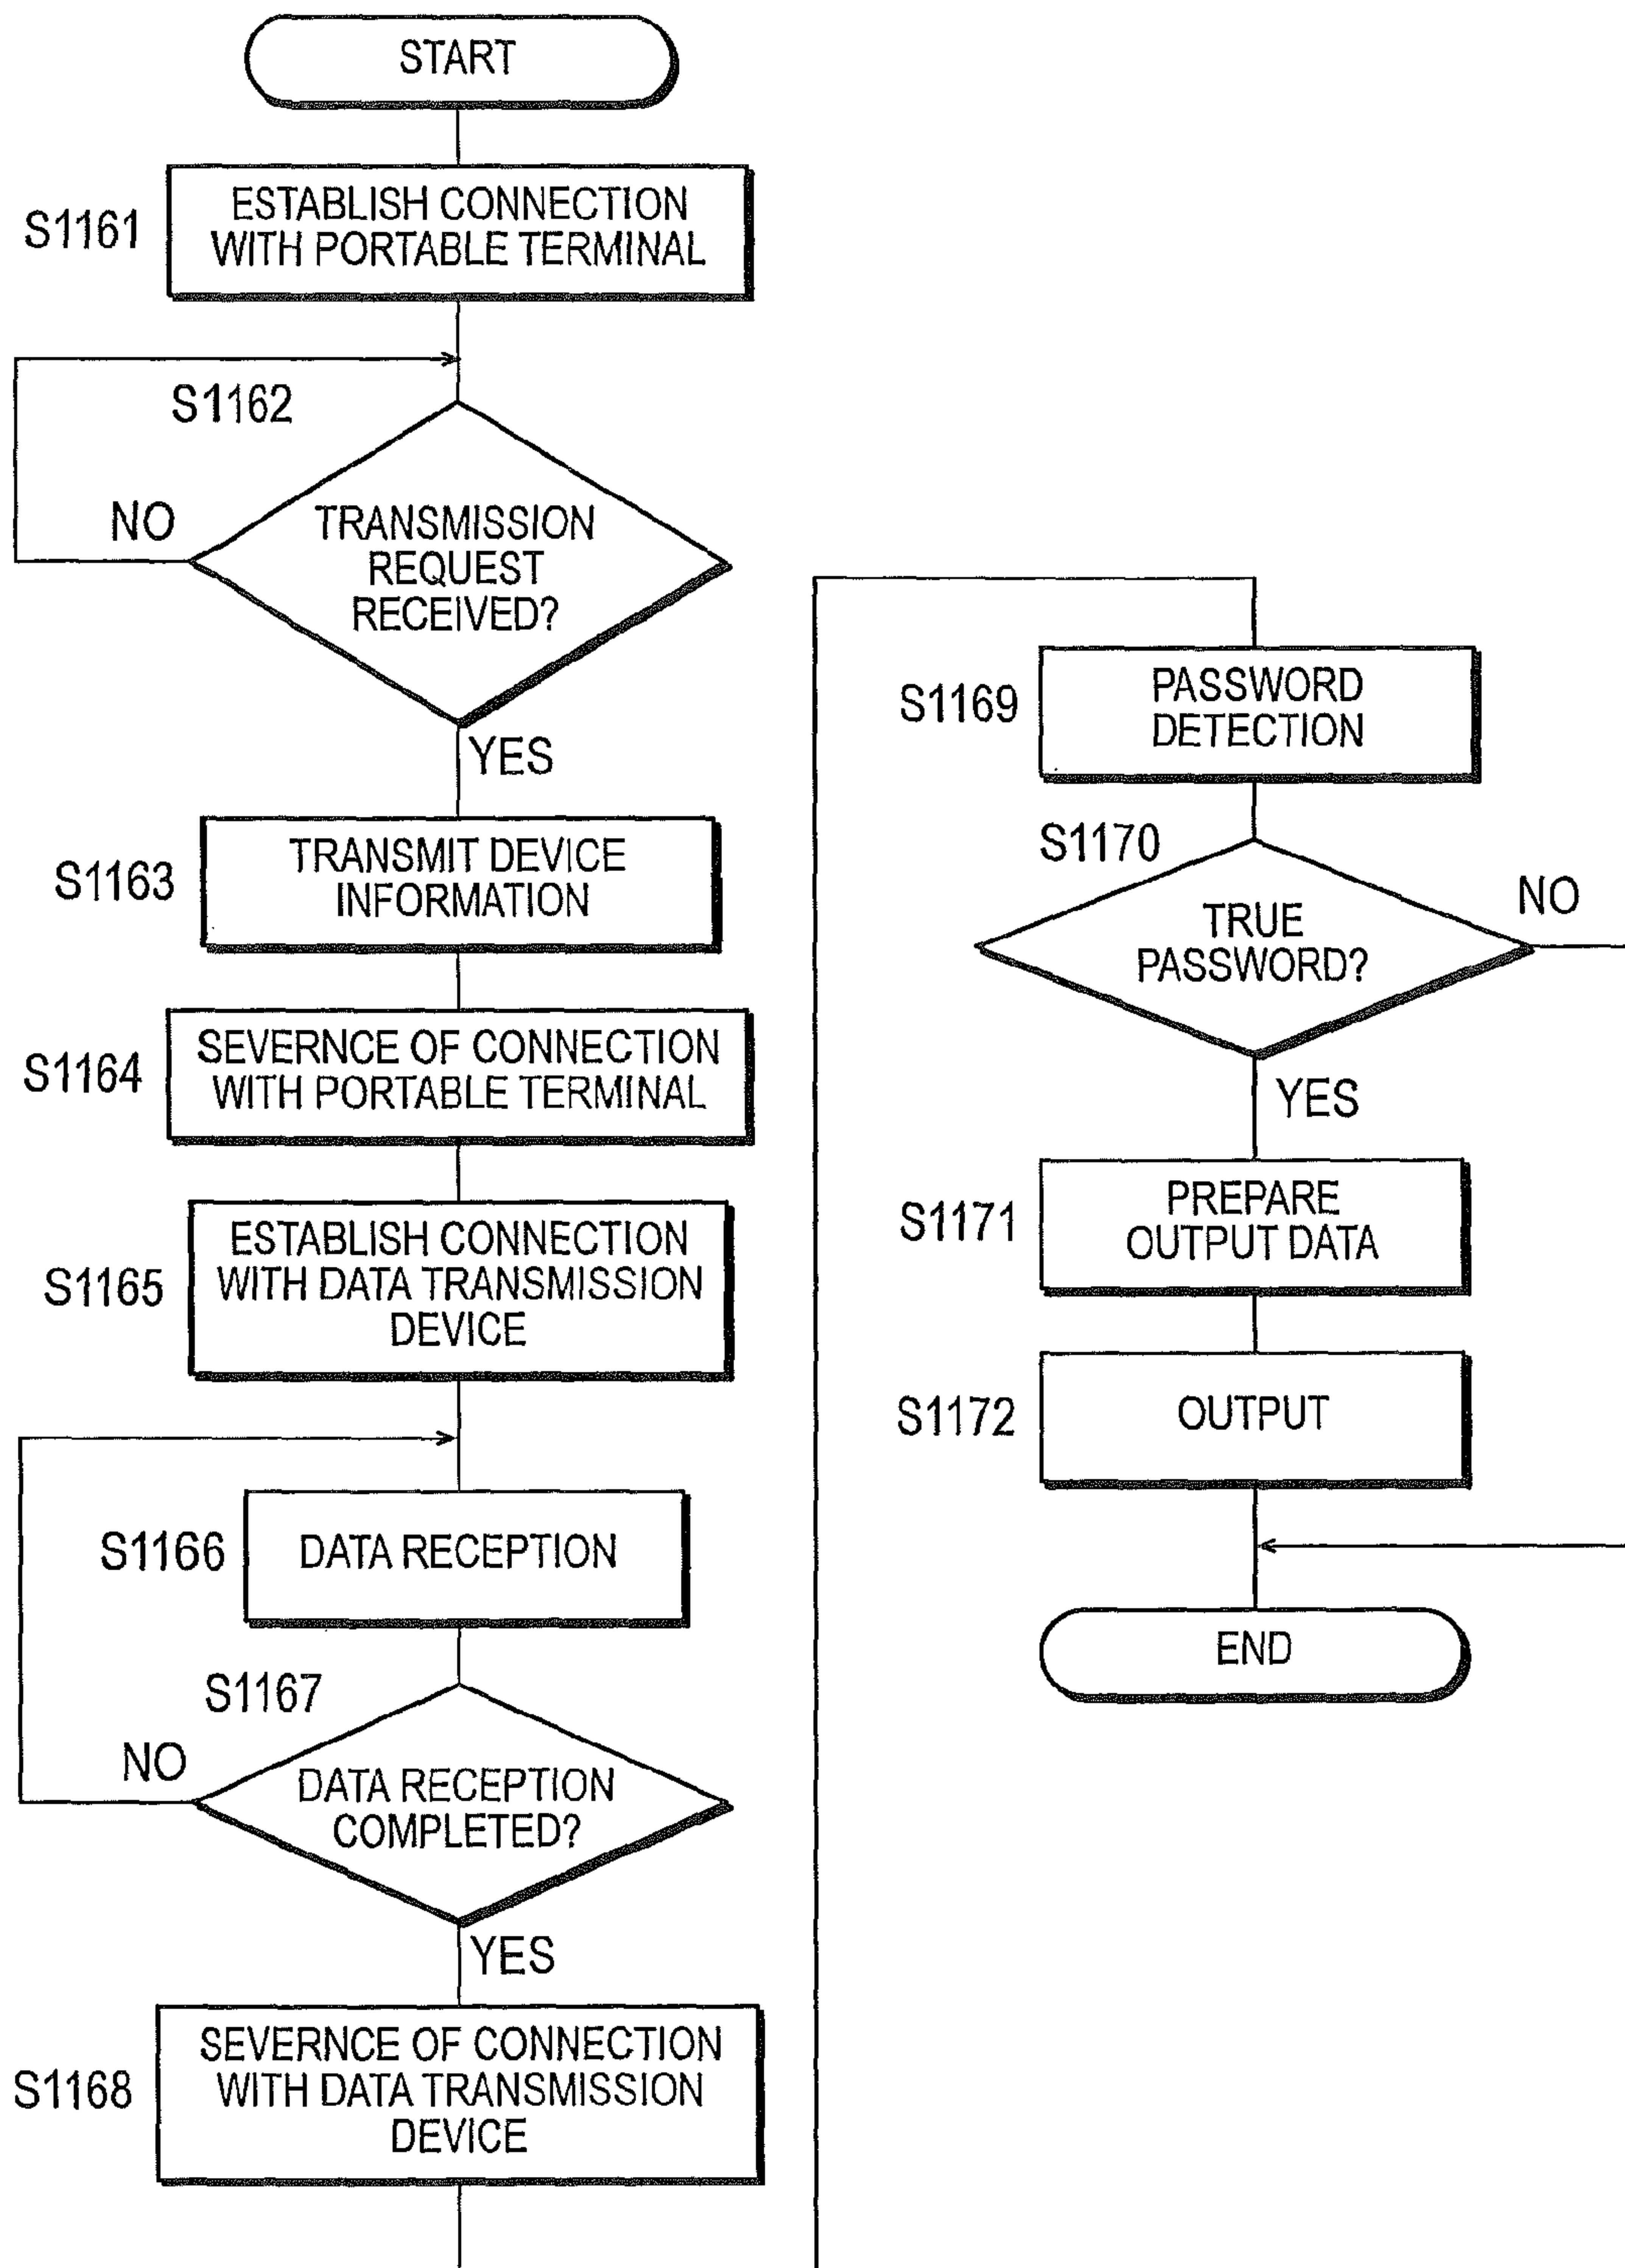 START
S1161
ESTABLISH CONNECTION
WITH PORTABLE TERMINAL
S1162
NO
TRANSMISSION
REQUEST
RECEIVED?
YES
S1163
TRANSMIT DEVICE
INFORMATION
S1164
SEVERNCE OF CONNECTION
WITH PORTABLE TERMINAL
S1165
ESTABLISH CONNECTION
WITH DATA TRANSMISSION
DEVICE
S1166
DATA RECEPTION
S1167
NO
DATA RECEPTION
COMPLETED?
YES
S1168
SEVERNCE OF CONNECTION
WITH DATA TRANSMISSION
DEVICE
S1169
PASSWORD
DETECTION
S1170
NO
TRUE
PASSWORD?
YES
S1171
PREPARE
OUTPUT DATA
S1172
OUTPUT
END